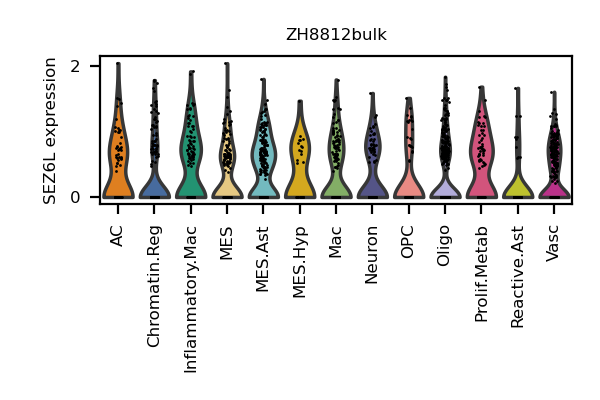 ZH8812bulk
SEZ6L expression
2
0
AC
Chromatin.Reg
Inflammatory.Mac
MES
MES.Ast
MES.Hyp
Mac
Neuron
OPC
Oligo
Prolif.Metab
Reactive.Ast
Vasc